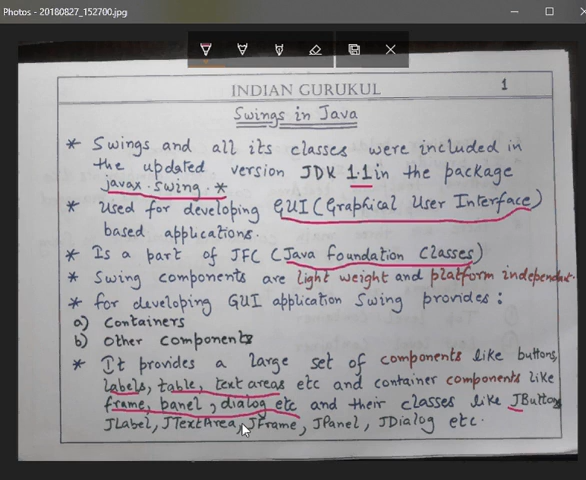 Photos - 20180827_152700.jpg
INDIAN GURUKUL 1
Swings in Java
* Swings and all its classes were included in
the updated version JDK 1.1 in the package
javax.swing.*
* Used for developing GUI (Graphical User Interface)
based applications.
* Is a part of JFC (Java Foundation Classes)
* Swing components are light weight and platform independent.
* for developing GUI application Swing provides :
a) Containers
b) Other Components
* It provides a large set of components like buttons,
labels, table, text areas etc and container components like
frame, panel, dialog etc and their classes like JButton,
JLabel, JTextArea, JFrame, JPanel, JDialog etc.